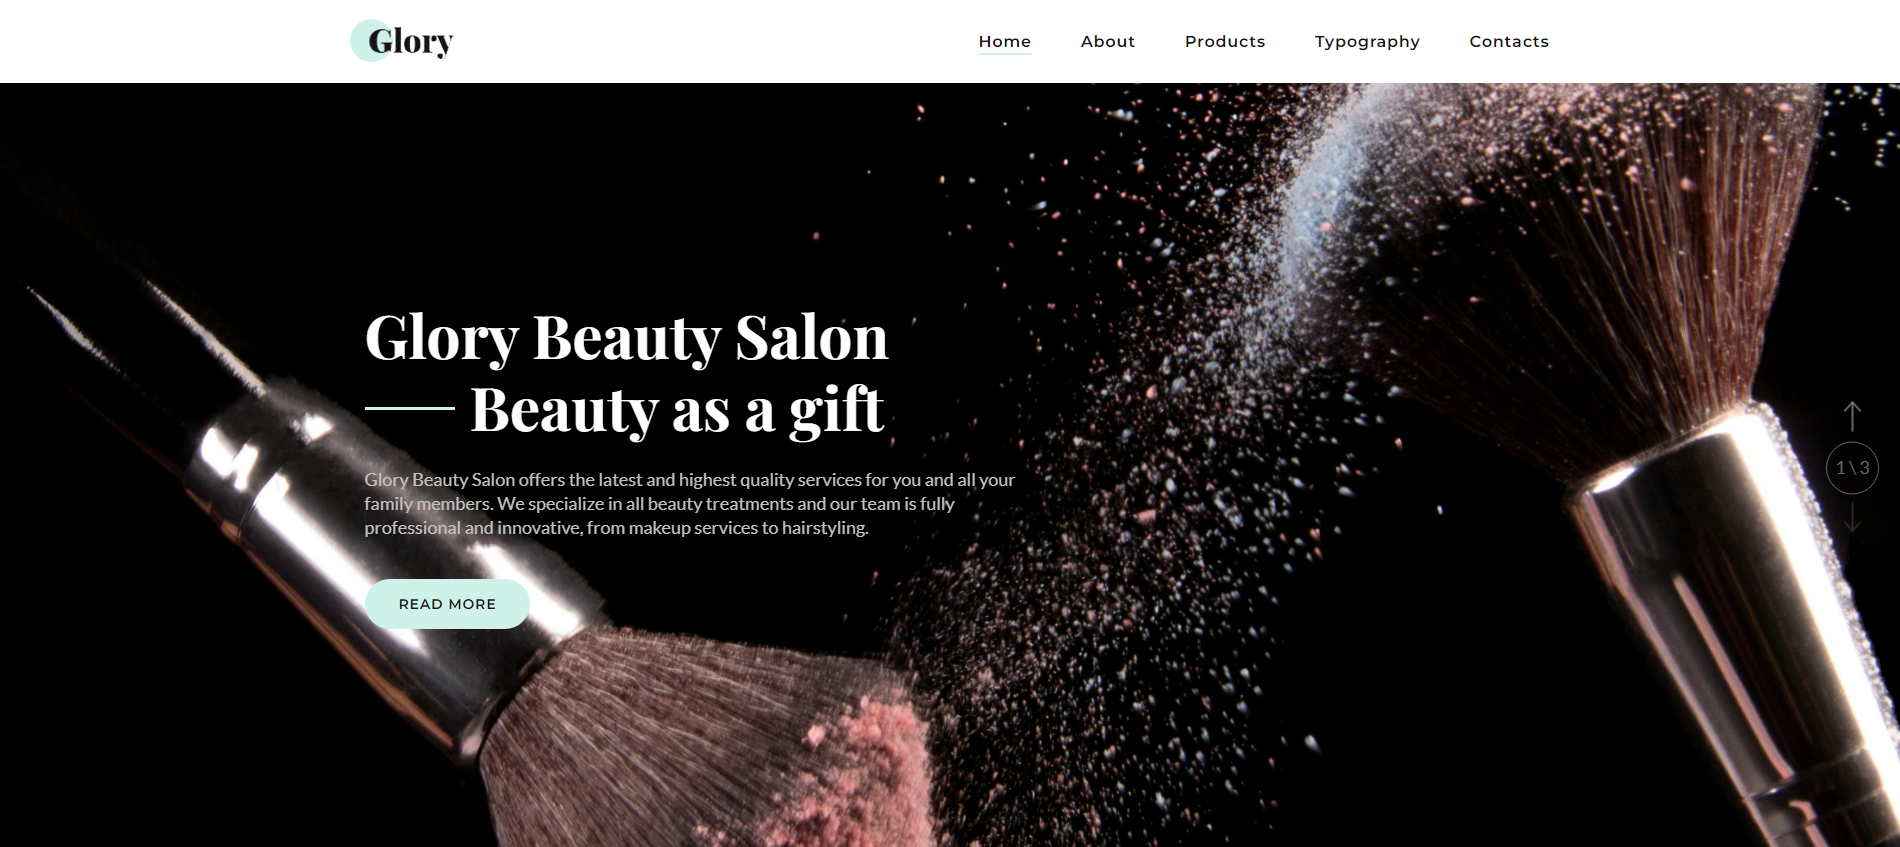 Glory
Home About Products Typography Contacts
Glory Beauty Salon
Beauty as a gift
Glory Beauty Salon offers the latest and highest quality services for you and all your
family members. We specialize in all beauty treatments and our team is fully
professional and innovative, from makeup services to hairstyling.
READ MORE
1\3